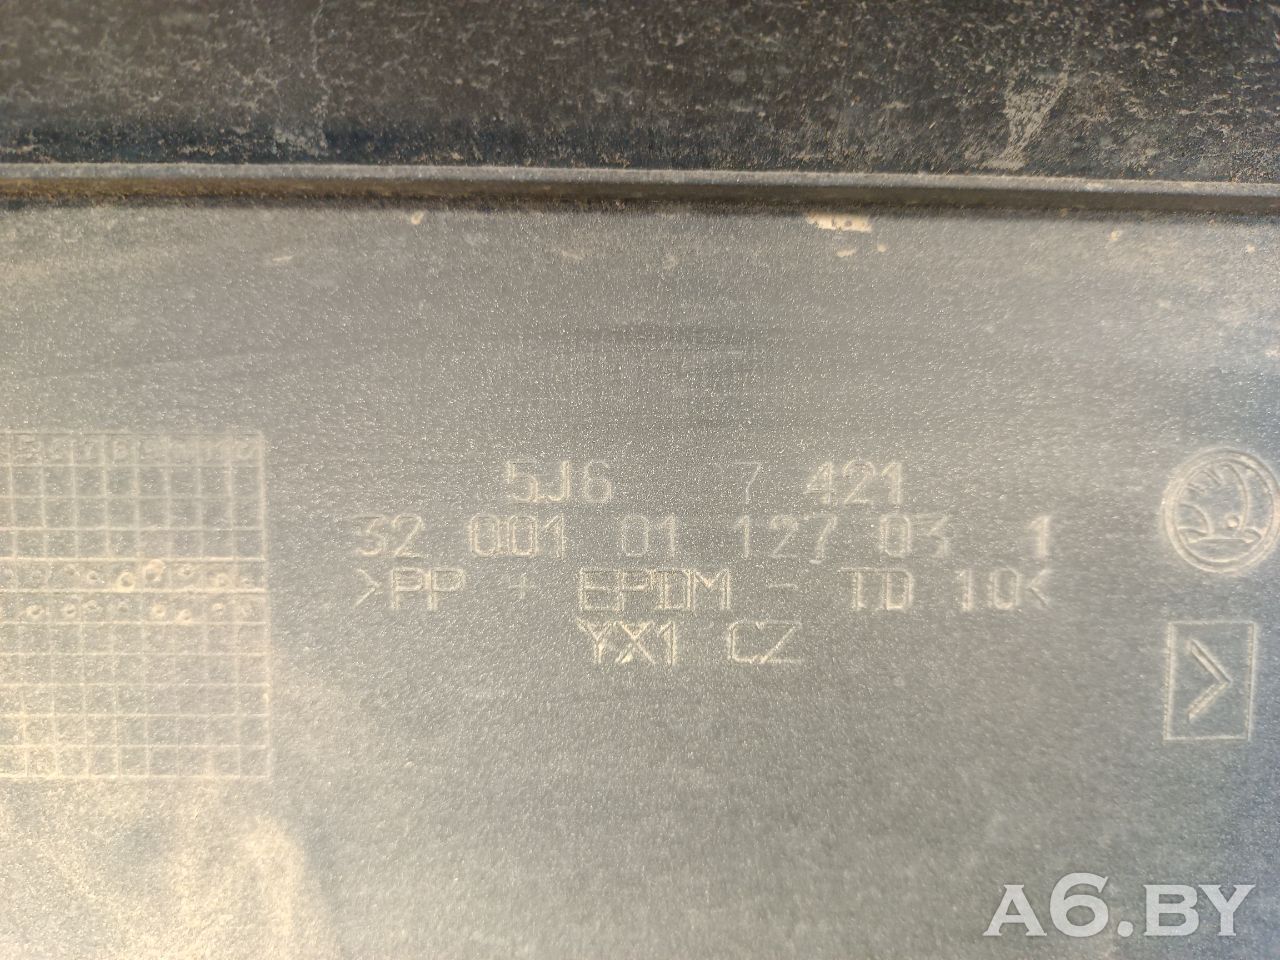 5J6 7 421
32 001 01 127 03 1
>PP + EPDM - TD 10<
YX1 CZ
A6.BY